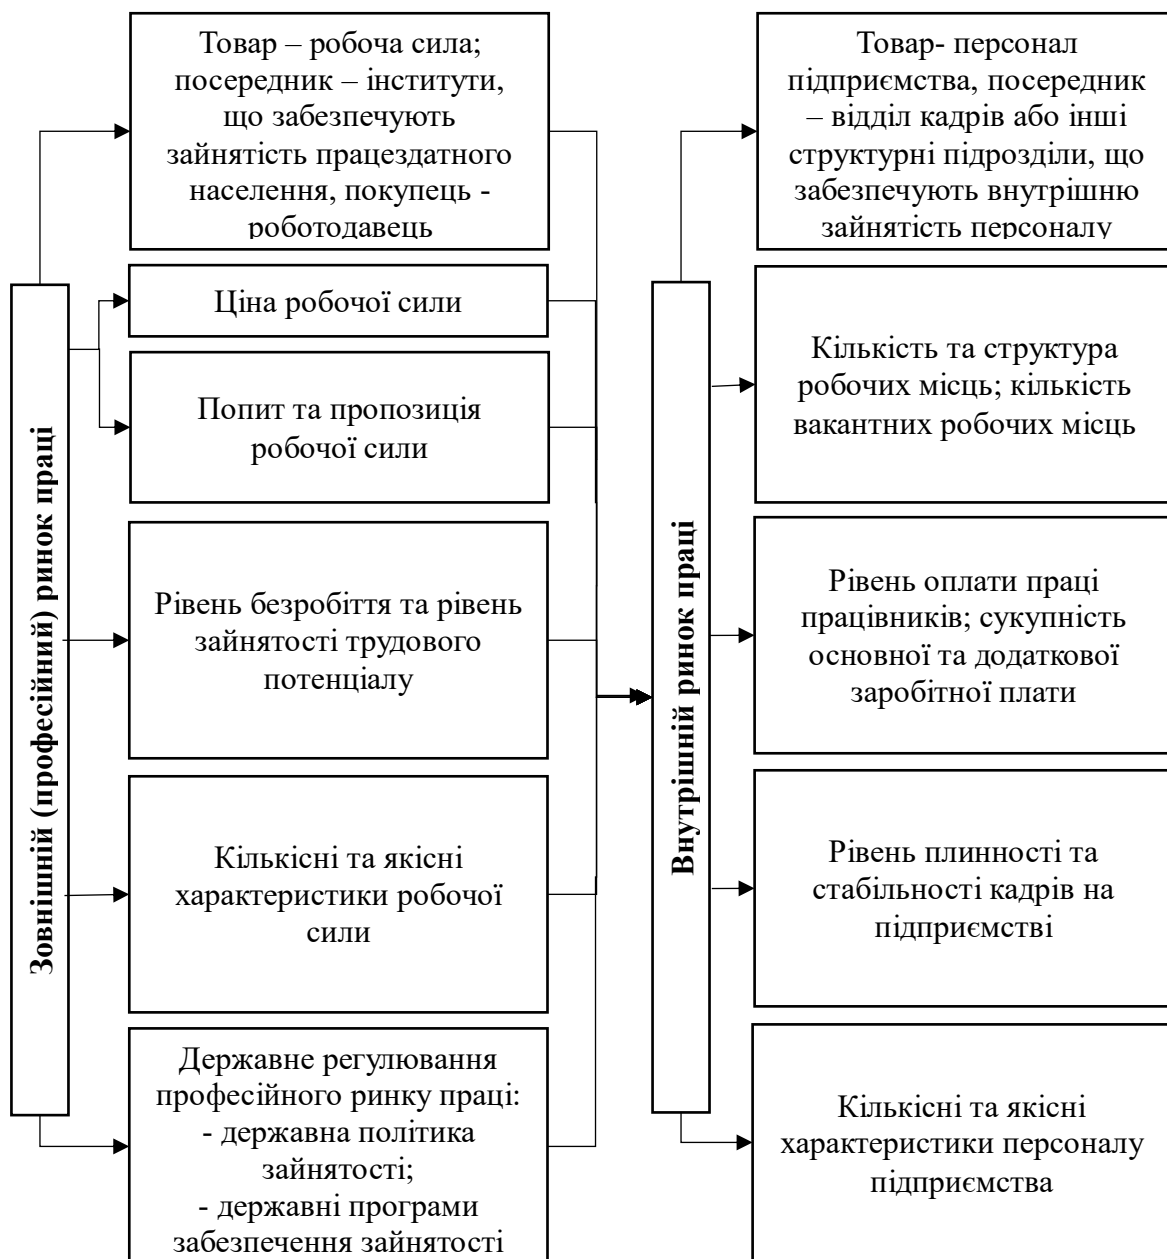 Зовнішній (професійний) ринок праці
Товар – робоча сила;
посередник – інститути,
що забезпечують
зайнятість працездатного
населення, покупець -
роботодавець
Ціна робочої сили
Попит та пропозиція
робочої сили
Рівень безробіття та рівень
зайнятості трудового
потенціалу
Кількісні та якісні
характеристики робочої
сили
Державне регулювання
професійного ринку праці:
- державна політика
зайнятості;
- державні програми
забезпечення зайнятості
Внутрішній ринок праці
Товар- персонал
підприємства, посередник
– відділ кадрів або інші
структурні підрозділи, що
забезпечують внутрішню
зайнятість персоналу
Кількість та структура
робочих місць; кількість
вакантних робочих місць
Рівень оплати праці
працівників; сукупність
основної та додаткової
заробітної плати
Рівень плинності та
стабільності кадрів на
підприємстві
Кількісні та якісні
характеристики персоналу
підприємства